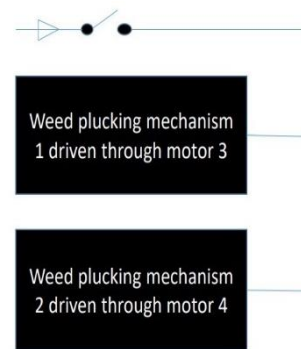 Weed plucking mechanism
1 driven through motor 3
Weed plucking mechanism
2 driven through motor 4